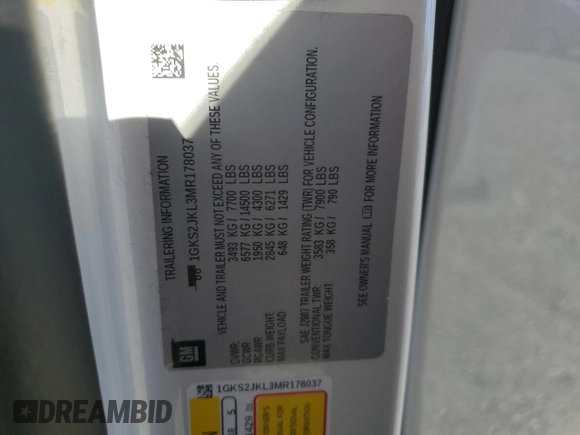 TRAILERING INFORMATION
1GKS2JKL3MR178037
VEHICLE AND TRAILER MUST NOT EXCEED ANY OF THESE VALUES.
GVWR: 3493 KG/ 7700 LBS
GCWR: 6577 KG/14500 LBS
RGAWR: 1950 KG/ 4300 LBS
CURB WEIGHT: 2845 KG/ 6271 LBS
MAX PAYLOAD: 648 KG/ 1429 LBS
SAE J2807 TRAILER WEIGHT RATING (TWR) FOR VEHICLE CONFIGURATION.
CONVENTIONAL TWR: 3583 KG/ 7900 LBS
MAX TONGUE WEIGHT: 358 KG/ 790 LBS
SEE OWNER'S MANUAL FOR MORE INFORMATION
GM
1GKS2JKL3MR178037
5
1429
DREAMBID